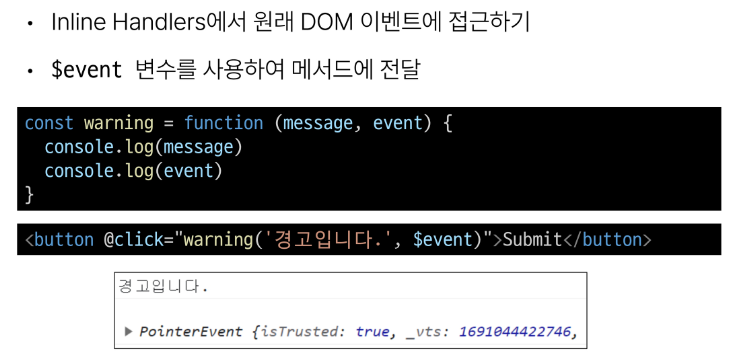 • Inline Handlers에서 원래 DOM 이벤트에 접근하기
• $event 변수를 사용하여 메서드에 전달
const warning = function (message, event) {
  console.log(message)
  console.log(event)
}
<button @click="warning('경고입니다.', $event)">Submit</button>
경고입니다.
▶ PointerEvent {isTrusted: true, _vts: 1691044422746,